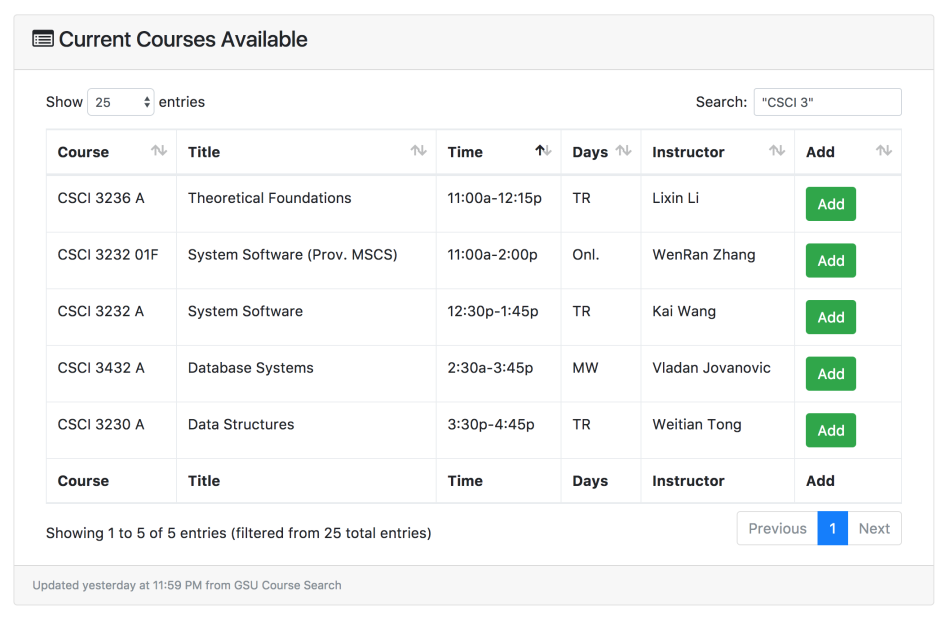 Current Courses Available
Show 25 entries Search: "CSCI 3"
Course Title Time Days Instructor Add
CSCI 3236 A Theoretical Foundations 11:00a-12:15p TR Lixin Li Add
CSCI 3232 01F System Software (Prov. MSCS) 11:00a-2:00p Onl. WenRan Zhang Add
CSCI 3232 A System Software 12:30p-1:45p TR Kai Wang Add
CSCI 3432 A Database Systems 2:30a-3:45p MW Vladan Jovanovic Add
CSCI 3230 A Data Structures 3:30p-4:45p TR Weitian Tong Add
Course Title Time Days Instructor Add
Showing 1 to 5 of 5 entries (filtered from 25 total entries) Previous 1 Next
Updated yesterday at 11:59 PM from GSU Course Search